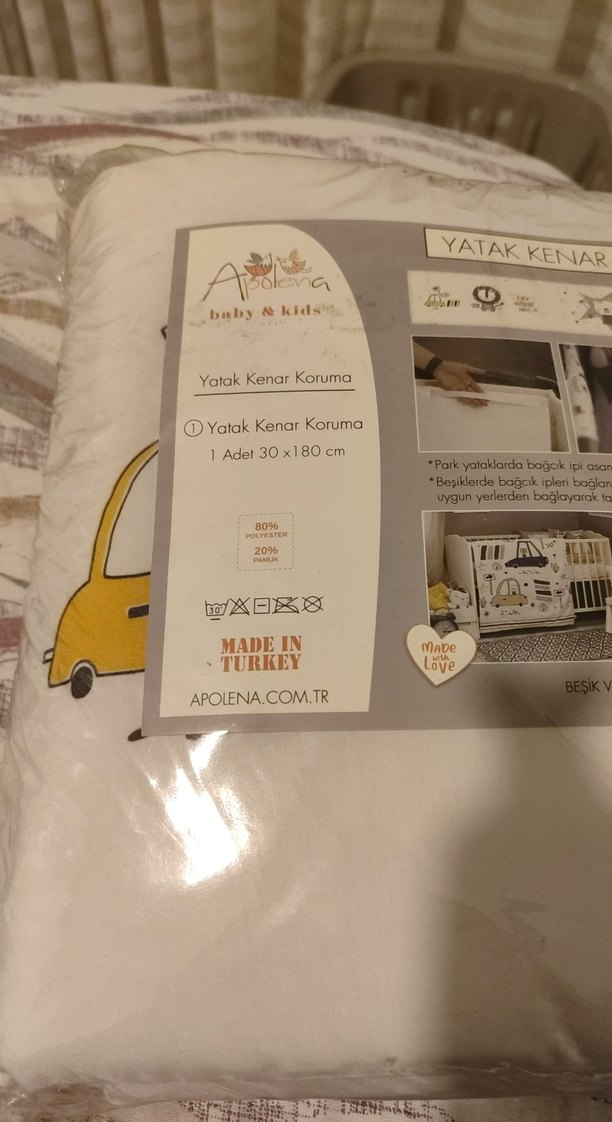 Apolena
baby & kids
Yatak Kenar Koruma
1 Yatak Kenar Koruma
1 Adet 30 x 180 cm
80%
POLYESTER
20%
PAMUK
30°
MADE IN
TURKEY
APOLENA.COM.TR
YATAK KENAR
*Park yataklarda bağcık ipi
*Beşiklerde bağcık ipleri
uygun yerlerden bağlayarak
MADE
with
LOVE
BEŞİK